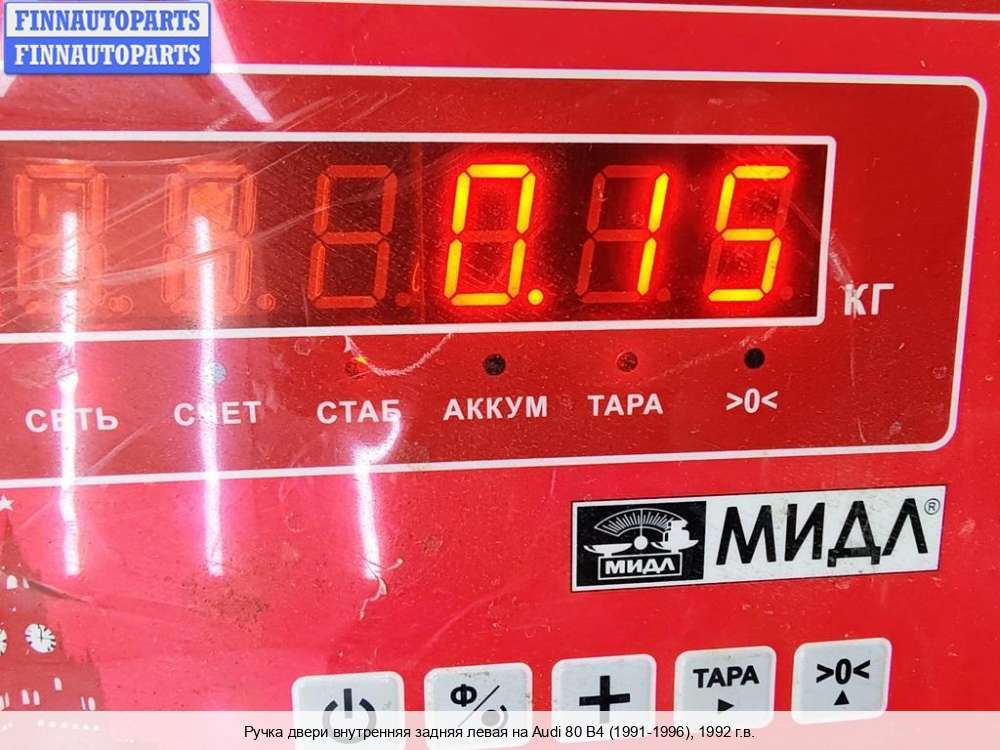 FINNAUTOPARTS
FINNAUTOPARTS
0.15
КГ
СЕТЬ СЧЕТ СТАБ АККУМ ТАРА >0<
МИДЛ МИДЛ®
Ф/ + ТАРА >0<
Ручка двери внутренняя задняя левая на Audi 80 B4 (1991-1996), 1992 г.в.